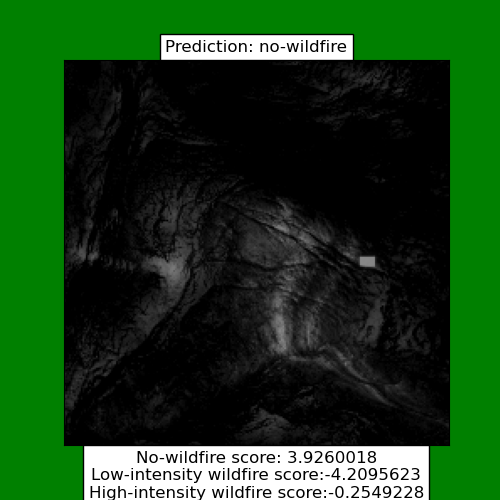 Prediction: no-wildfire
No-wildfire score: 3.9260018
Low-intensity wildfire score:-4.2095623
High-intensity wildfire score:-0.2549228